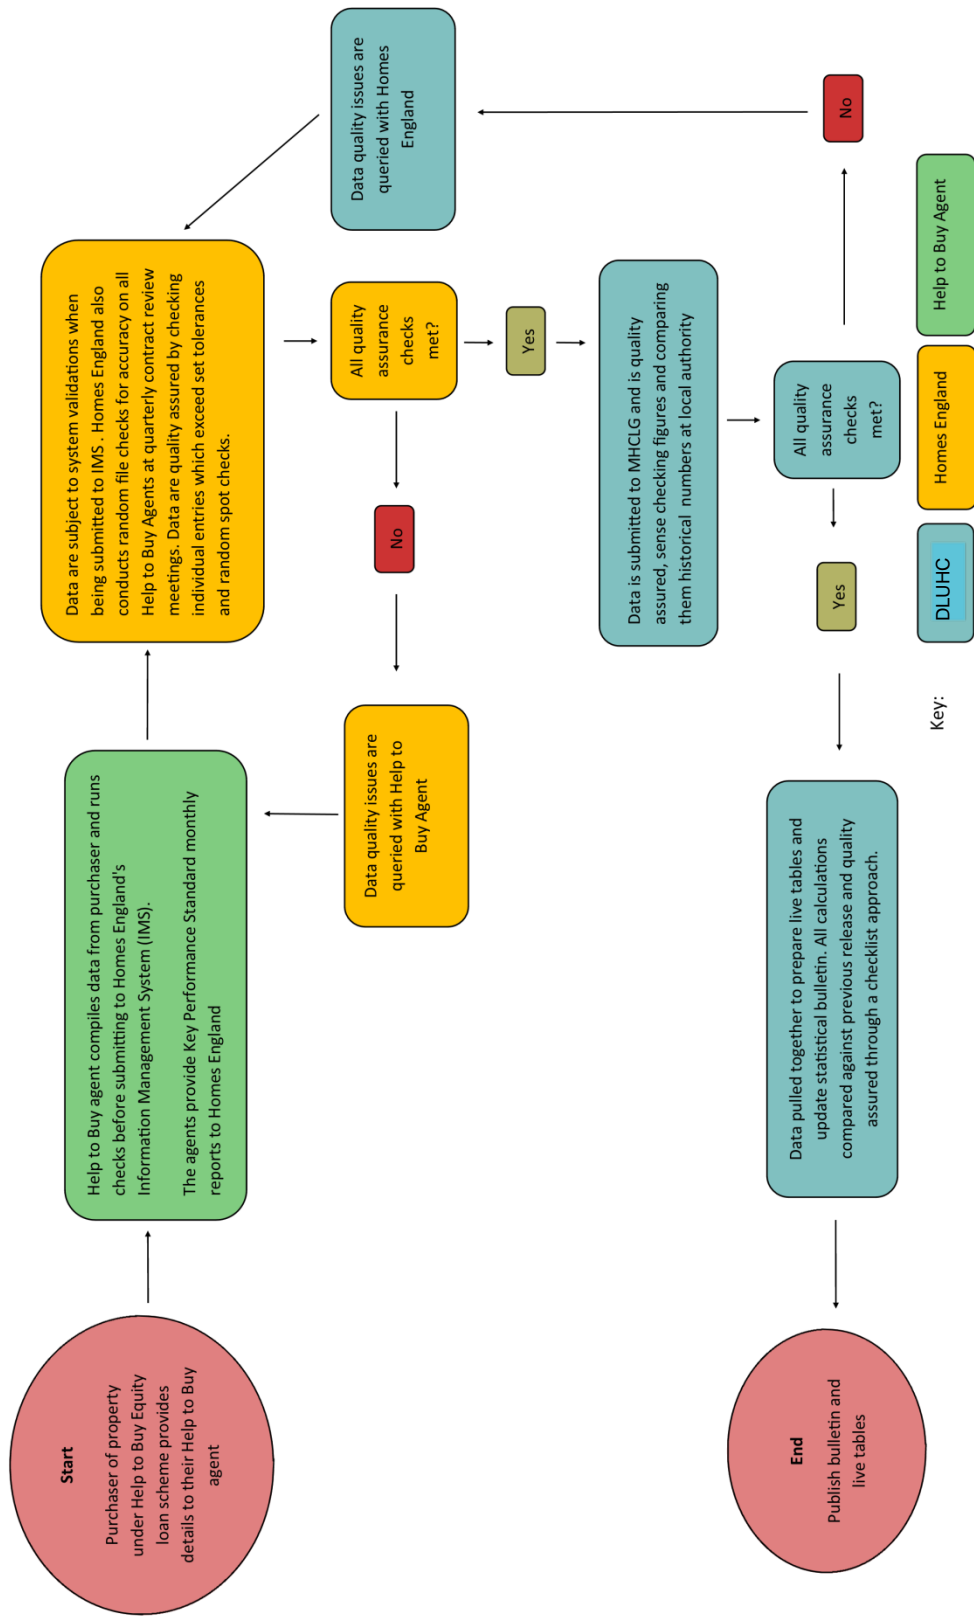 Start
Purchaser of property
under Help to Buy Equity
loan scheme provides
details to their Help to Buy
agent
Help to Buy agent compiles data from purchaser and runs
checks before submitting to Homes England's
Information Management System (IMS).
The agents provide Key Performance Standard monthly
reports to Homes England
Data are subject to system validations when
being submitted to IMS . Homes England also
conducts random file checks for accuracy on all
Help to Buy Agents at quarterly contract review
meetings. Data are quality assured by checking
individual entries which exceed set tolerances
and random spot checks.
Data quality issues are
queried with Homes
England
All quality
assurance
checks
met?
No
Data quality issues are
queried with Help to
Buy Agent
Yes
Data is submitted to MHCLG and is quality
assured, sense checking figures and comparing
them historical numbers at local authority
All quality
assurance
checks
met?
No
Yes
Data pulled together to prepare live tables and
update statistical bulletin. All calculations
compared against previous release and quality
assured through a checklist approach.
End
Publish bulletin and
live tables
Key:
DLUHC
Homes England
Help to Buy Agent